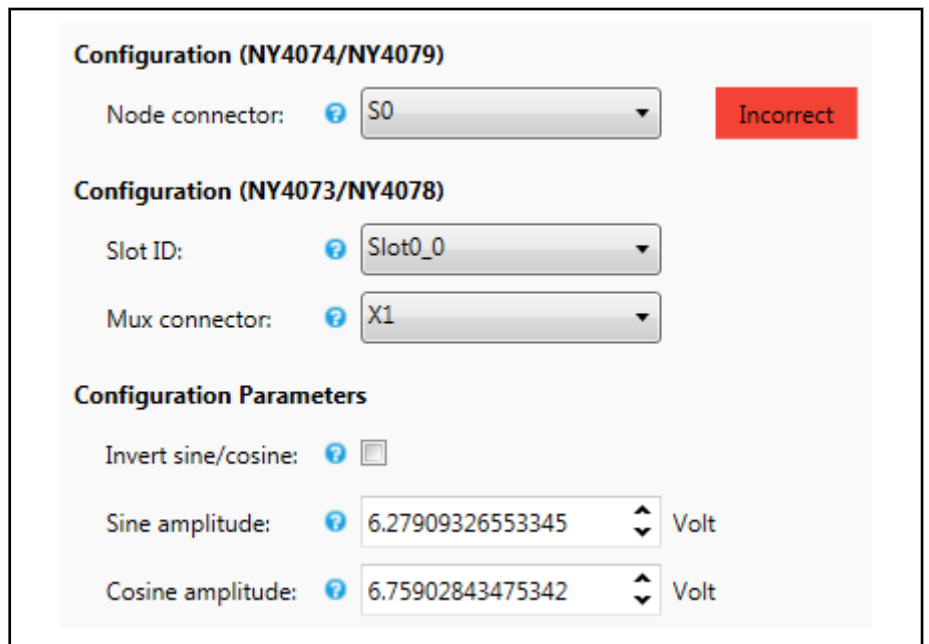 Configuration (NY4074/NY4079)
Node connector: ? S0 Incorrect
Configuration (NY4073/NY4078)
Slot ID: ? Slot0_0
Mux connector: ? X1
Configuration Parameters
Invert sine/cosine: ?
Sine amplitude: ? 6.27909326553345 Volt
Cosine amplitude: ? 6.75902843475342 Volt